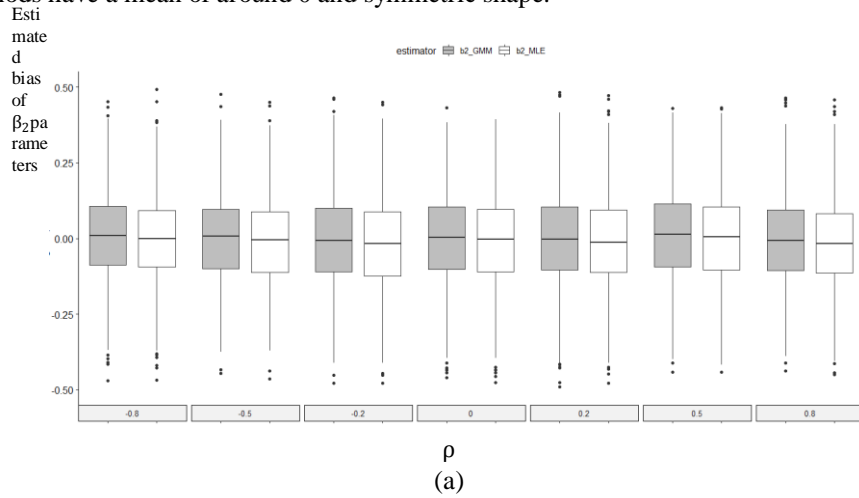 ods have a mean of around 0 and symmetric shape.
Esti
mate
d
bias
of
β₂pa
rame
ters
estimator b2_GMM b2_MLE
0.50
0.25
0.00
-0.25
-0.50
-0.8 -0.5 -0.2 0 0.2 0.5 0.8
ρ
(a)